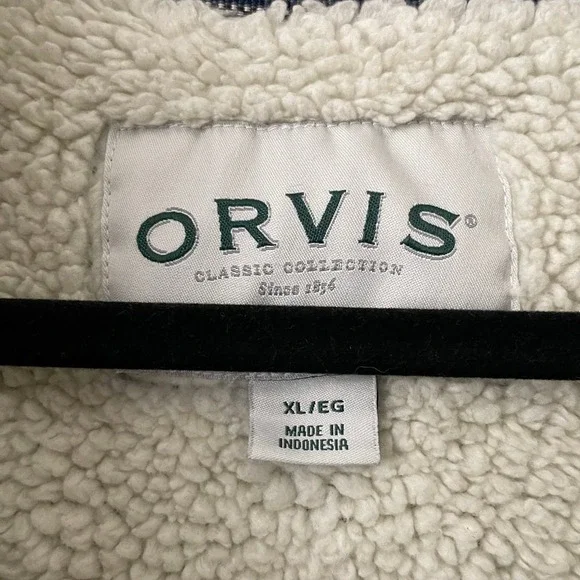 ORVIS®
CLASSIC COLLECTION
Since 1856
XL/EG
MADE IN
INDONESIA